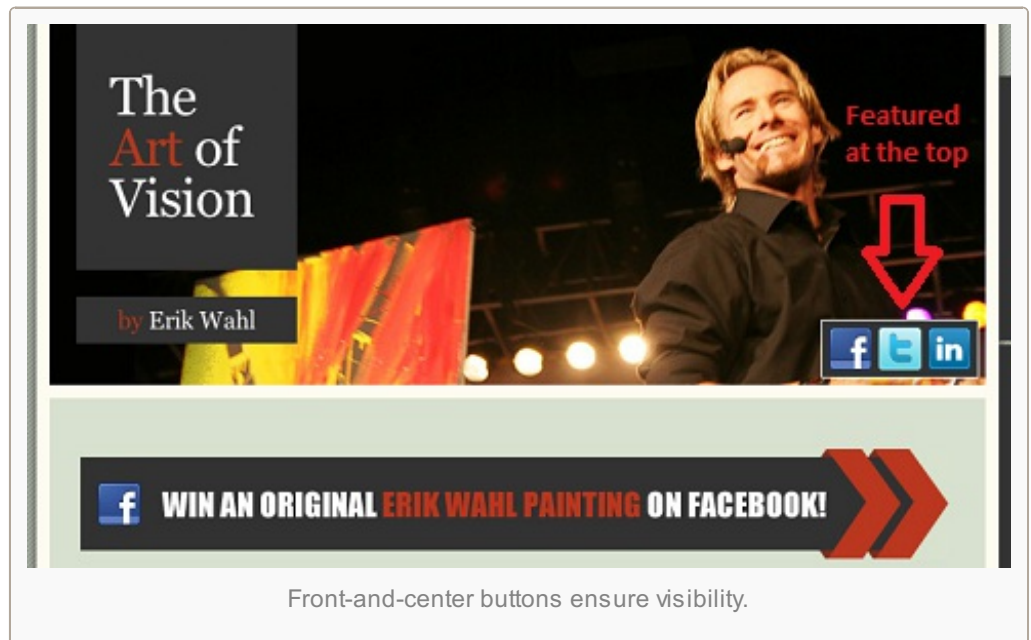 The
Art of
Vision
by Erik Wahl
Featured
at the top
f t in
f WIN AN ORIGINAL ERIK WAHL PAINTING ON FACEBOOK!
Front-and-center buttons ensure visibility.